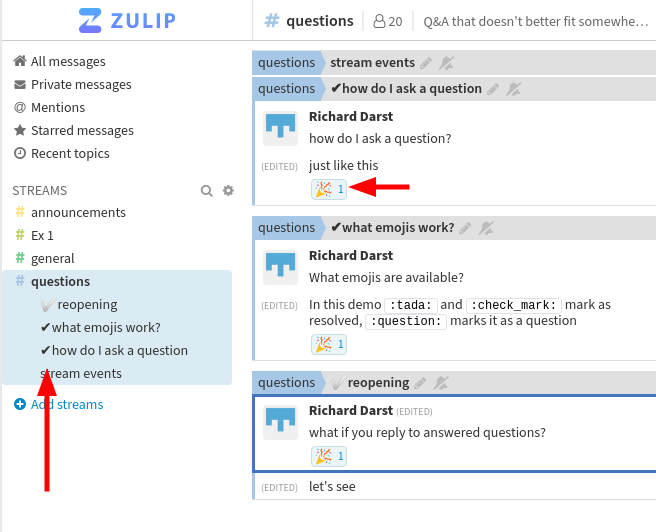 ZULIP
# questions 20 Q&A that doesn't better fit somewhe...
All messages
Private messages
@ Mentions
Starred messages
Recent topics
STREAMS
# announcements
# Ex 1
# general
# questions
reopening
✔what emojis work?
✔how do I ask a question
stream events
Add streams
questions stream events
questions ✔how do I ask a question
Richard Darst
how do I ask a question?
(EDITED) just like this
1
questions ✔what emojis work?
Richard Darst
What emojis are available?
(EDITED) In this demo :tada: and :check_mark: mark as
resolved, :question: marks it as a question
1
questions reopening
Richard Darst (EDITED)
what if you reply to answered questions?
1
(EDITED) let's see